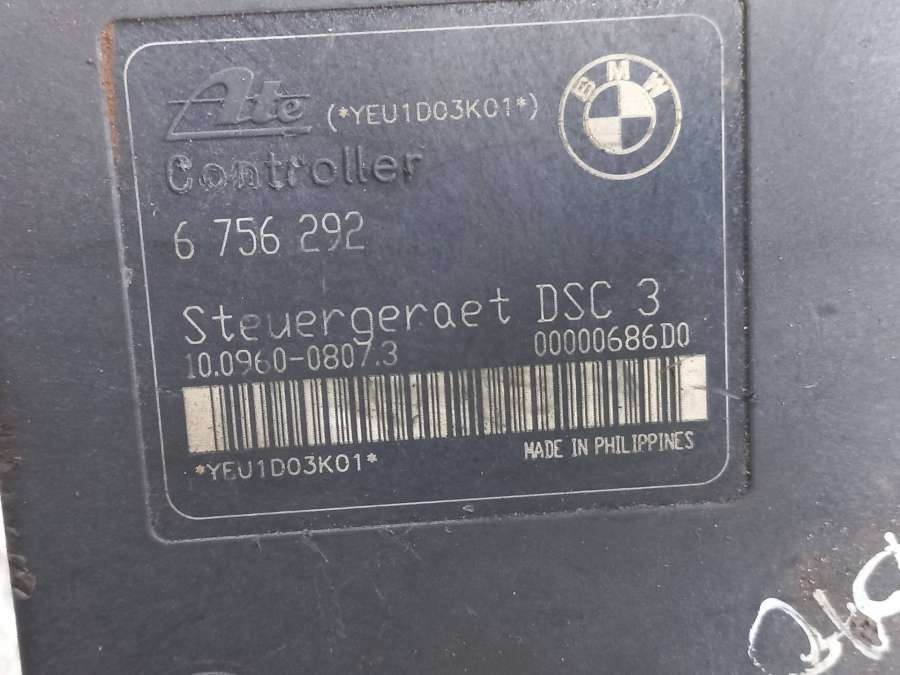 Ate (*YEU1D03K01*)
BMW
Controller
6 756 292
Steuergeraet DSC 3
10.0960-0807.3 00000686D0
*YEU1D03K01*
MADE IN PHILIPPINES